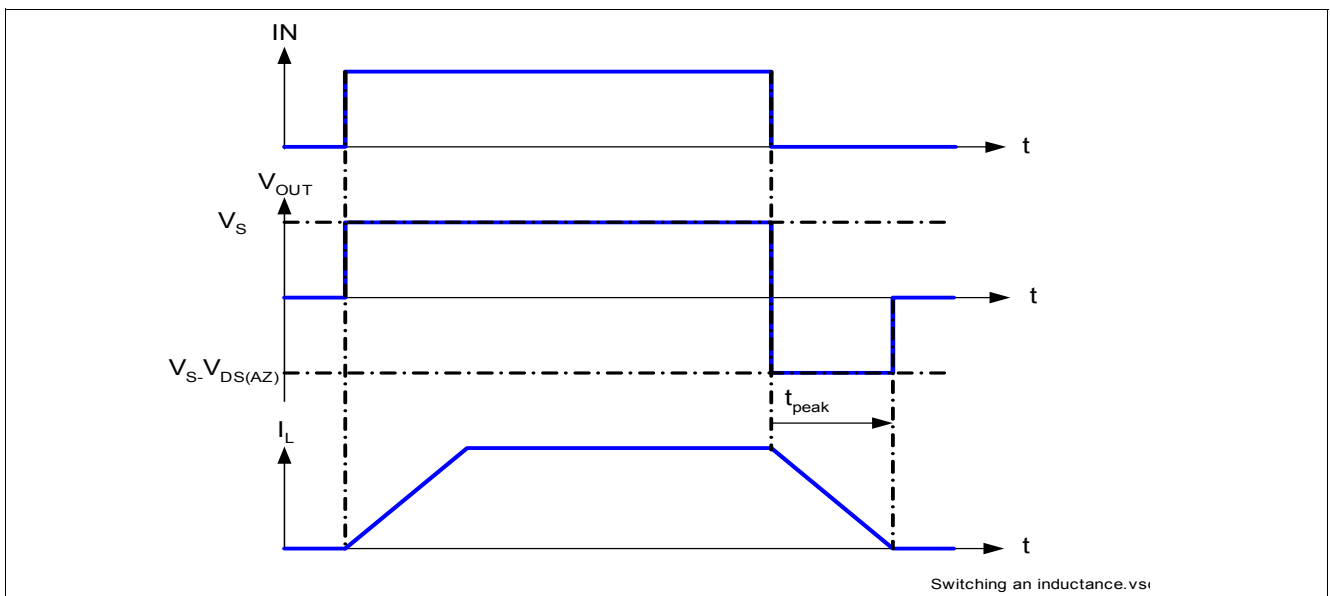 IN
t
VOUT
VS
t
VS-VDS(AZ)
tpeak
IL
t
Switching an inductance.vs